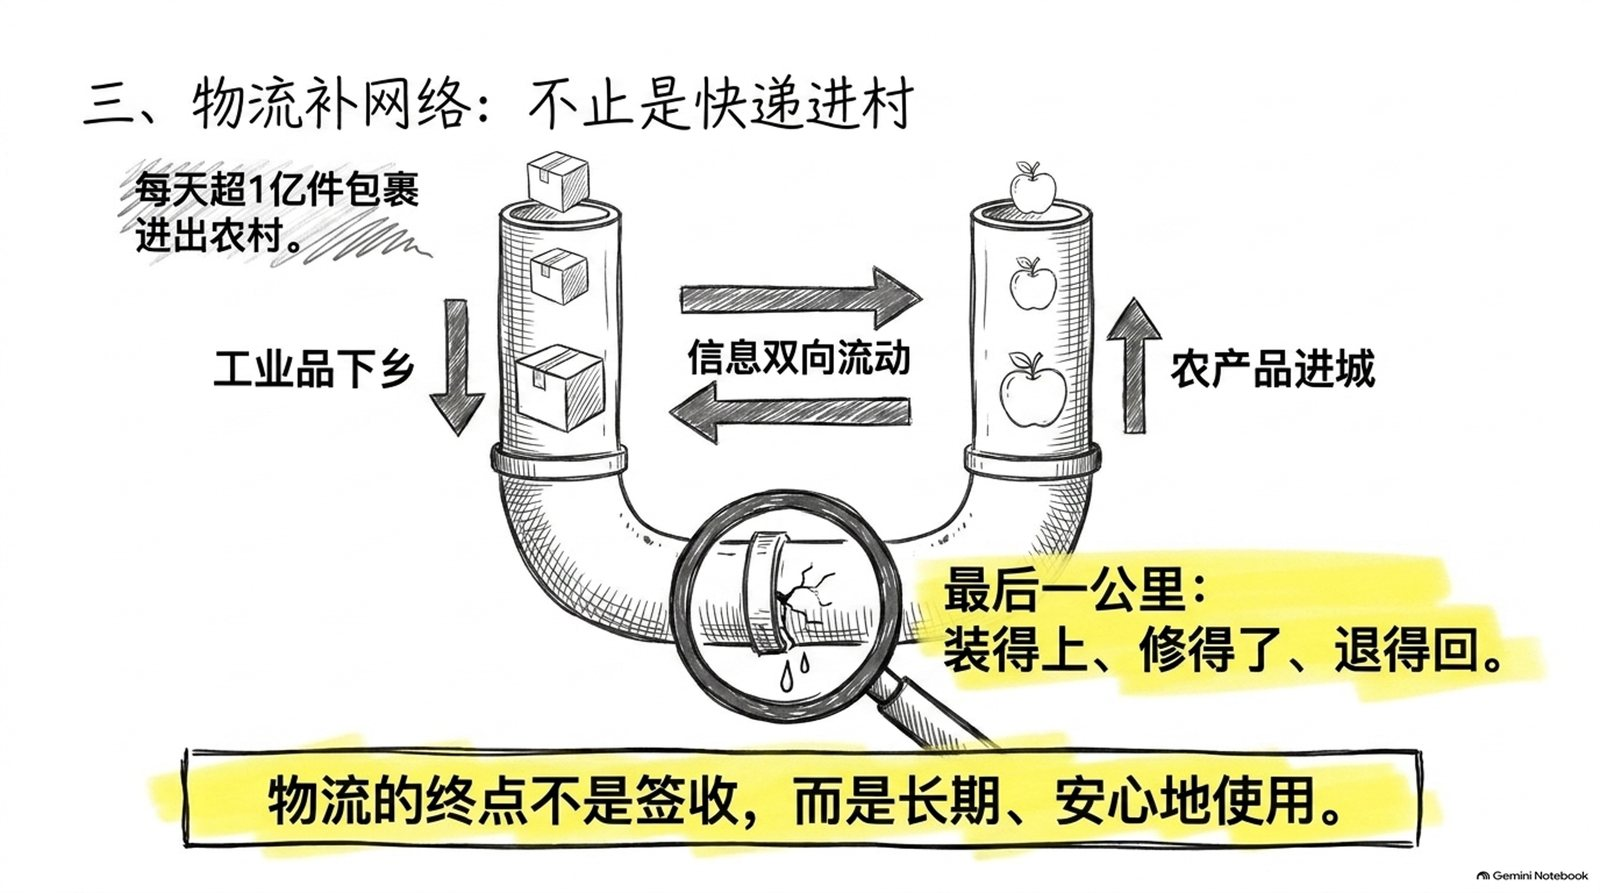 三、物流补网络：不止是快递进村
每天超1亿件包裹
进出农村。
工业品下乡
信息双向流动
农产品进城
最后一公里：
装得上、修得了、退得回。
物流的终点不是签收，而是长期、安心地使用。
Gemini Notebook